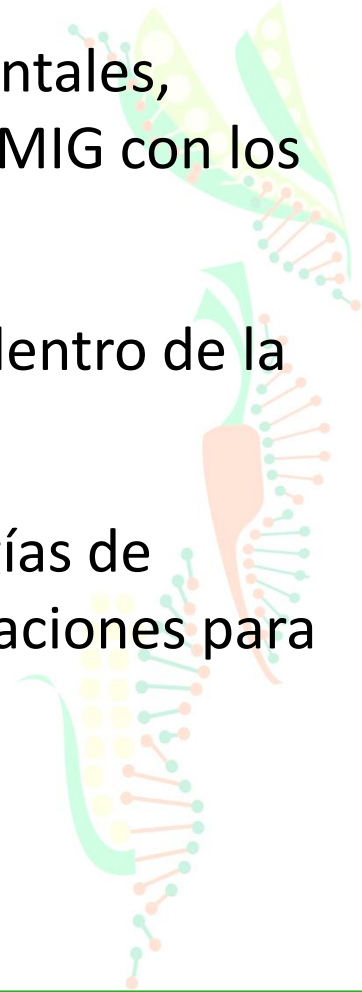 ntales,
MIG con los
dentro de la
ías de
aciones para